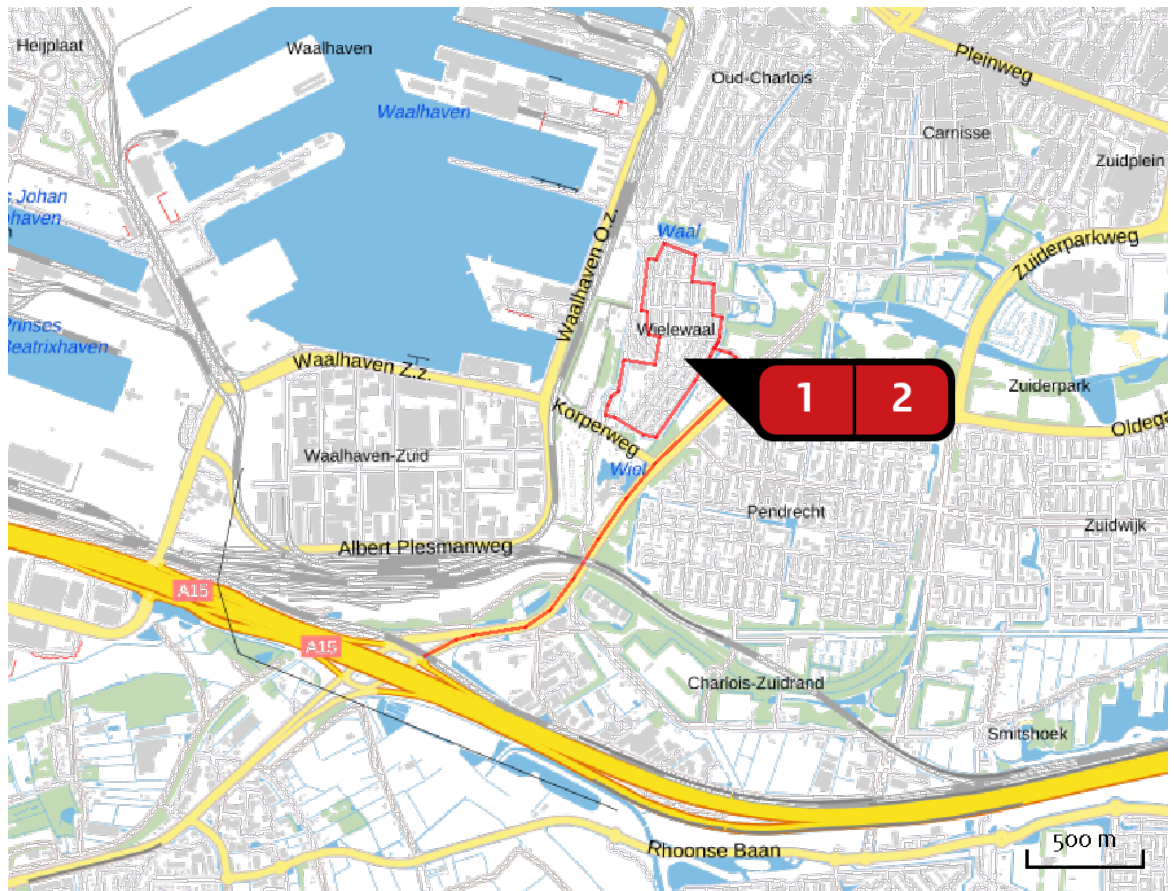 Heijplaat
Waalhaven
Oud-Charlois
Pleinweg
Waalhaven
Carnisse
Zuidplein
Johan
haven
Waal
Waalhaven O.z.
Zuiderparkweg
Prinses
Beatrixhaven
Wielewaal
Waalhaven Z.z.
1 2
Zuiderpark
Korperweg
Waalhaven-Zuid
Wiel
Pendrecht
Zuidwijk
Albert Plesmanweg
A15
A15
Charlois-Zuidrand
Smitshoek
Rhoonse Baan
500 m